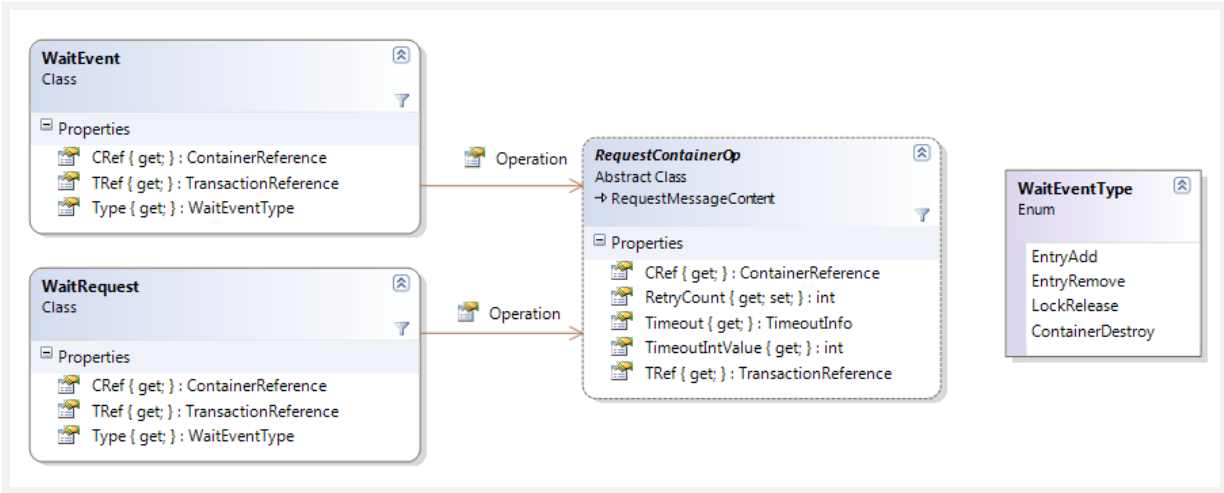 WaitEvent
Class
Properties
CRef { get; } : ContainerReference
TRef { get; } : TransactionReference
Type { get; } : WaitEventType
Operation
WaitRequest
Class
Properties
CRef { get; } : ContainerReference
TRef { get; } : TransactionReference
Type { get; } : WaitEventType
Operation
RequestContainerOp
Abstract Class
RequestMessageContent
Properties
CRef { get; } : ContainerReference
RetryCount { get; set; } : int
Timeout { get; } : TimeoutInfo
TimeoutIntValue { get; } : int
TRef { get; } : TransactionReference
WaitEventType
Enum
EntryAdd
EntryRemove
LockRelease
ContainerDestroy